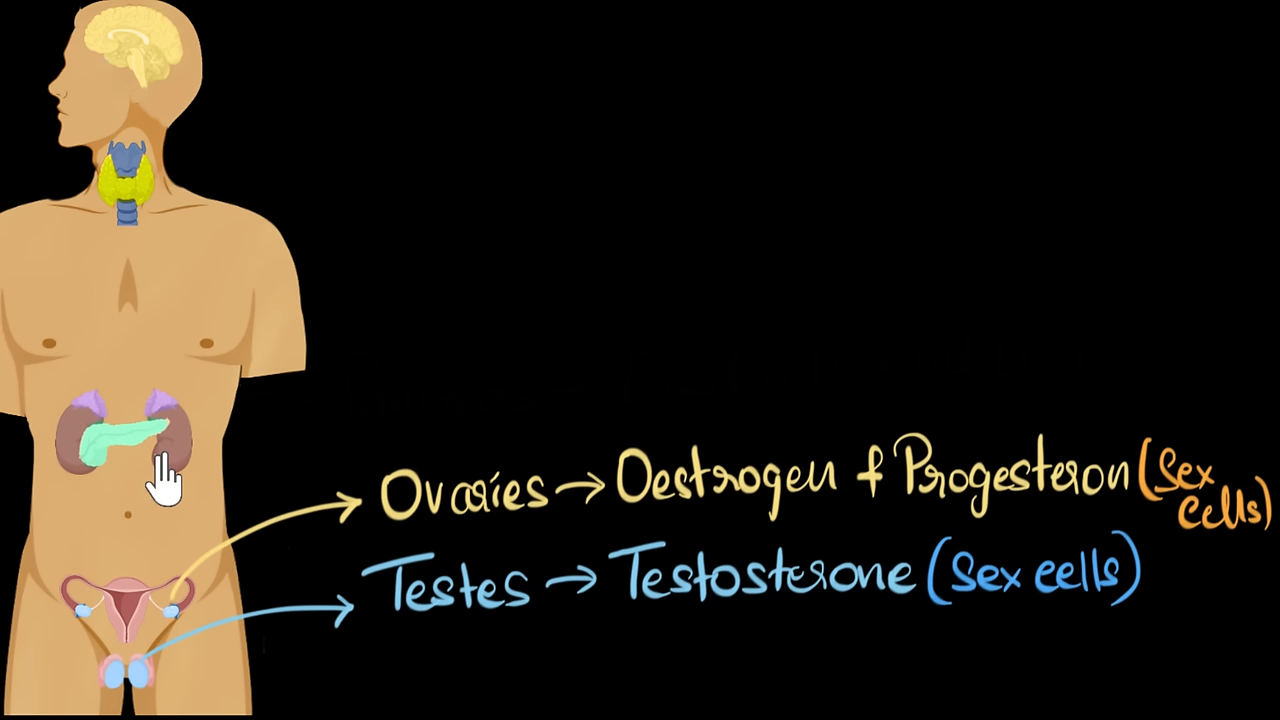 Ovaries → Oestrogen & Progesteron (Sex cells)
Testes → Testosterone (Sex cells)